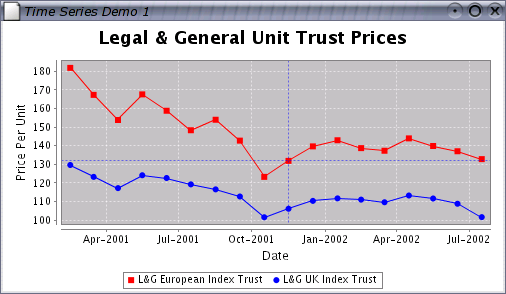 Time Series Demo 1
Legal & General Unit Trust Prices
Price Per Unit
180
170
160
150
140
130
120
110
100
Apr-2001 Jul-2001 Oct-2001 Jan-2002 Apr-2002 Jul-2002
Date
L&G European Index Trust L&G UK Index Trust